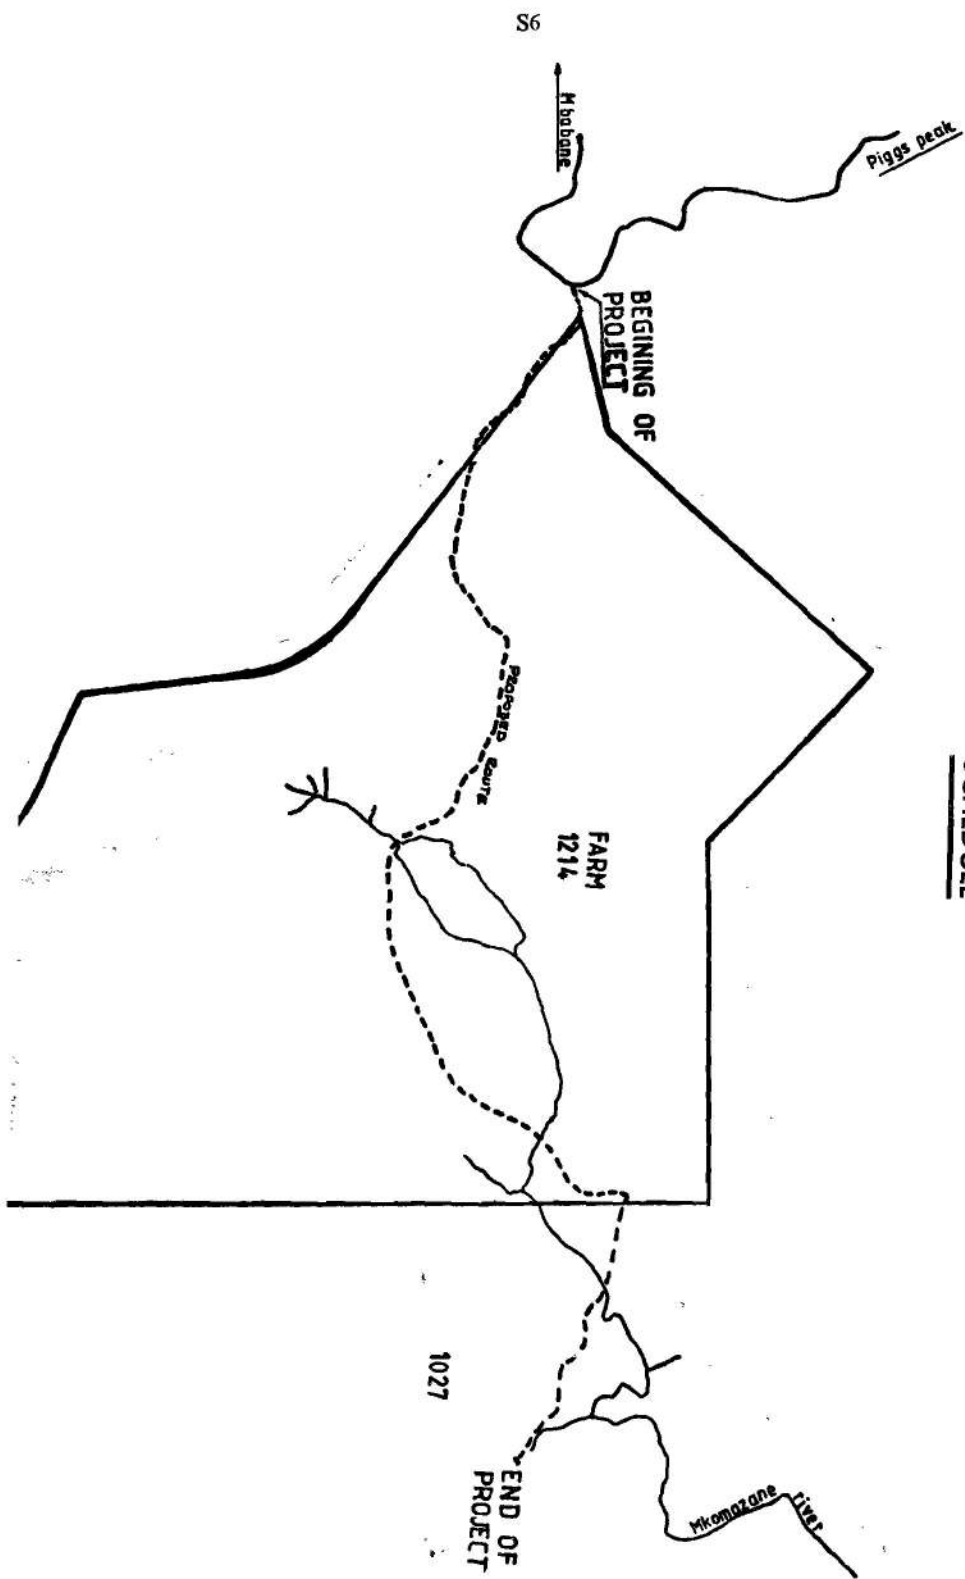 S6
Mbabane
Piggs peak
BEGINING OF
PROJECT
PROPOSED ROUTE
FARM
1214
1027
END OF
PROJECT
Mkomazane river